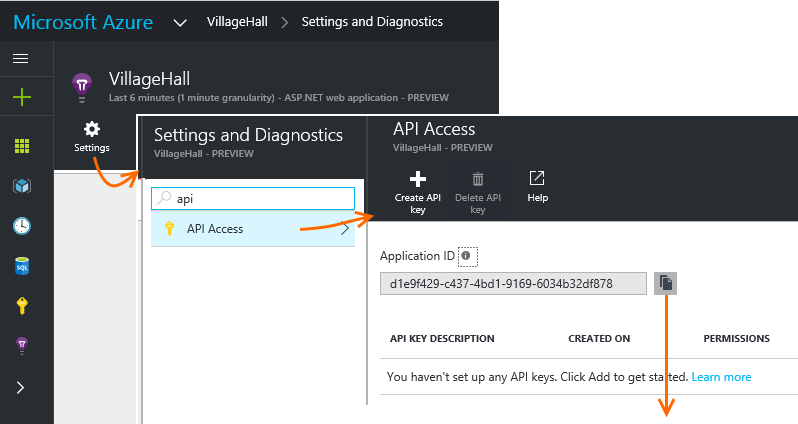 Microsoft Azure VillageHall > Settings and Diagnostics
VillageHall
Last 6 minutes (1 minute granularity) - ASP.NET web application - PREVIEW
Settings
Settings and Diagnostics
VillageHall - PREVIEW
api
API Access
API Access
VillageHall - PREVIEW
Create API
key
Delete API
key
Help
Application ID
d1e9f429-c437-4bd1-9169-6034b32df878
API KEY DESCRIPTION CREATED ON PERMISSIONS
You haven't set up any API keys. Click Add to get started. Learn more
SQL